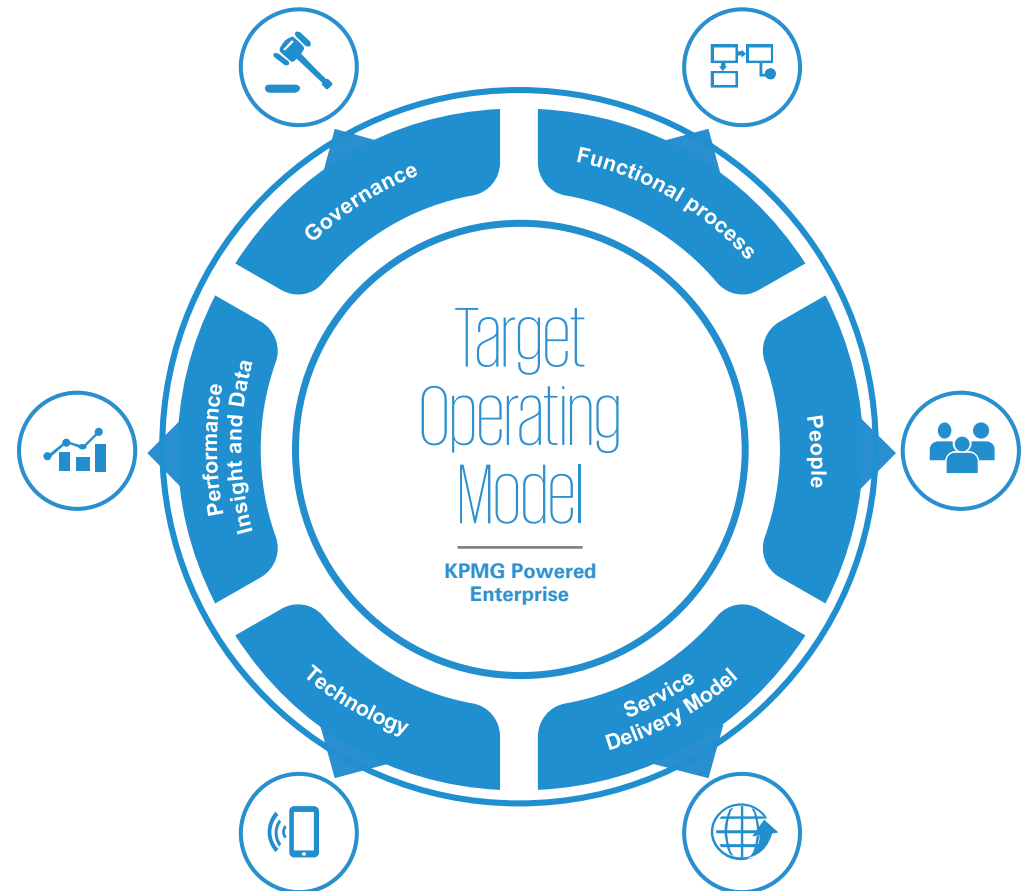 Governance
Functional process
Performance
Insight and Data
Target
Operating
Model
KPMG Powered
Enterprise
People
Technology
Service
Delivery Model